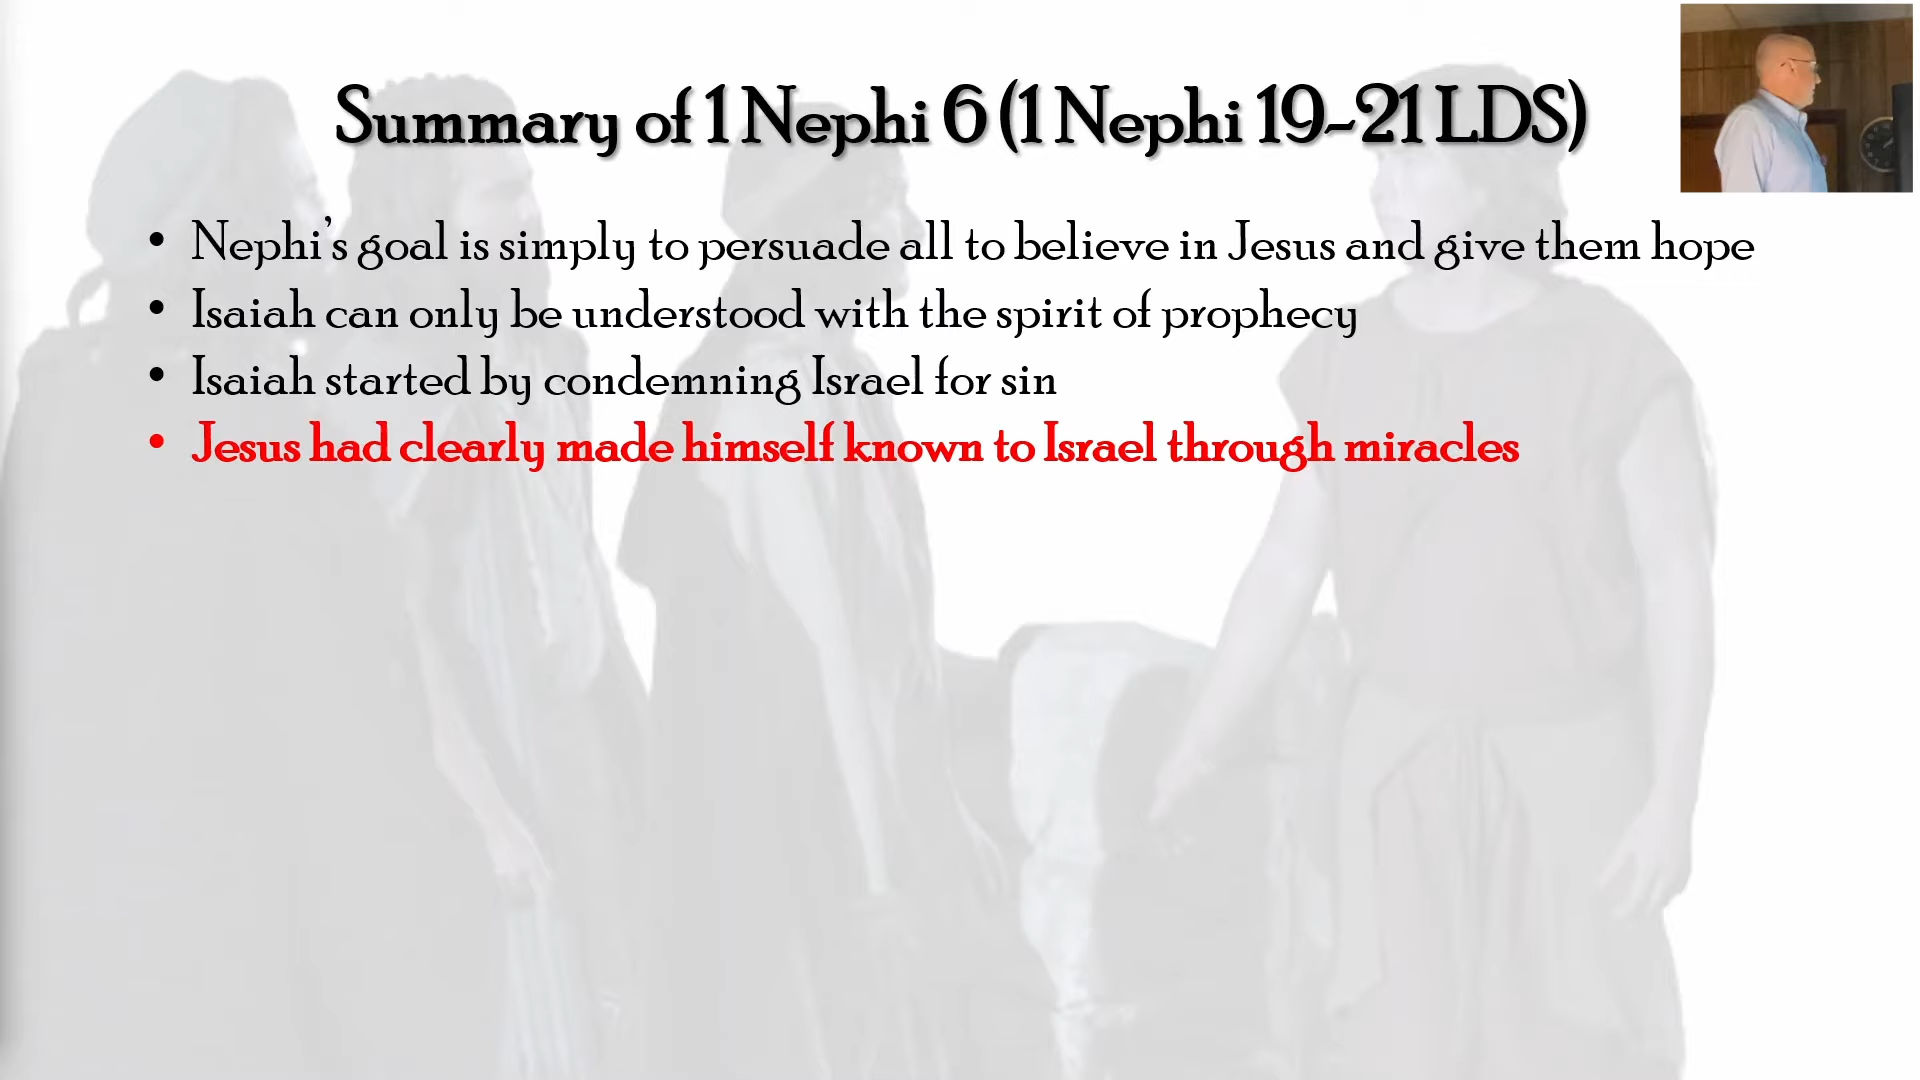 Summary of 1 Nephi 6 (1 Nephi 19-21 LDS)
• Nephi’s goal is simply to persuade all to believe in Jesus and give them hope
• Isaiah can only be understood with the spirit of prophecy
• Isaiah started by condemning Israel for sin
• Jesus had clearly made himself known to Israel through miracles